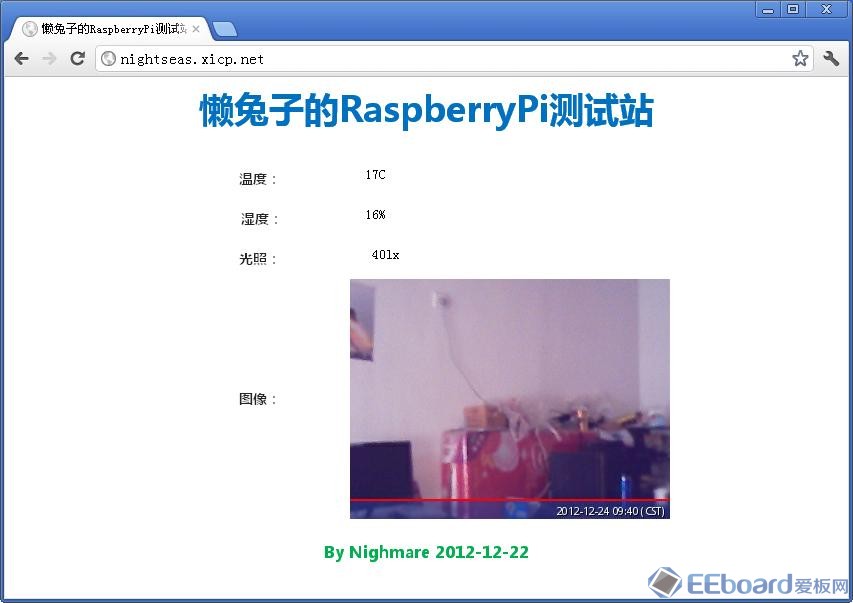 懒兔子的RaspberryPi测试
nightseas.xicp.net
懒兔子的RaspberryPi测试站
温度： 17C
湿度： 16%
光照： 40lx
图像：
2012-12-24 09:40 (CST)
By Nighmare 2012-12-22
EEboard爱板网